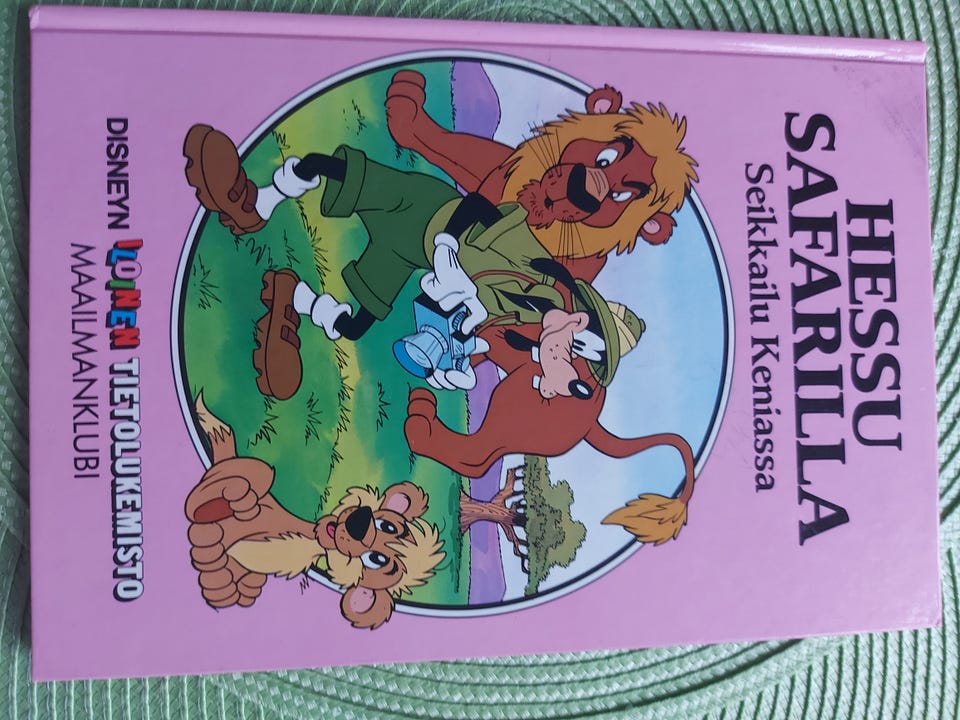 HESSU
SAFARILLA
Seikkailu Keniassa
DISNEYN ILOINEN TIETOLUKEMISTO
MAAILMANKLUBI